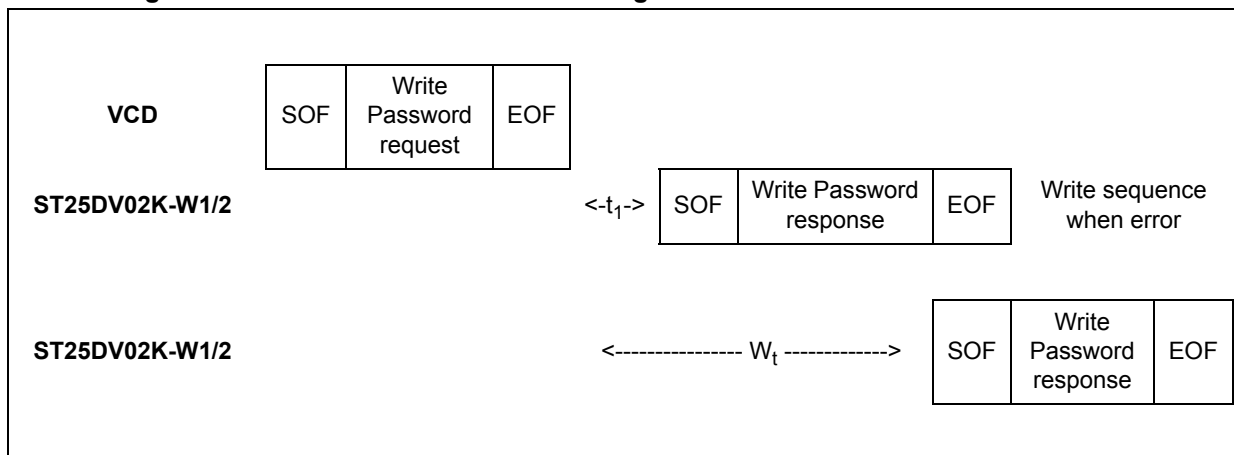 VCD
SOF
Write
Password
request
EOF
ST25DV02K-W1/2
<-t₁->
SOF
Write Password
response
EOF
Write sequence
when error
ST25DV02K-W1/2
<---------------- Wₜ ------------->
SOF
Write
Password
response
EOF